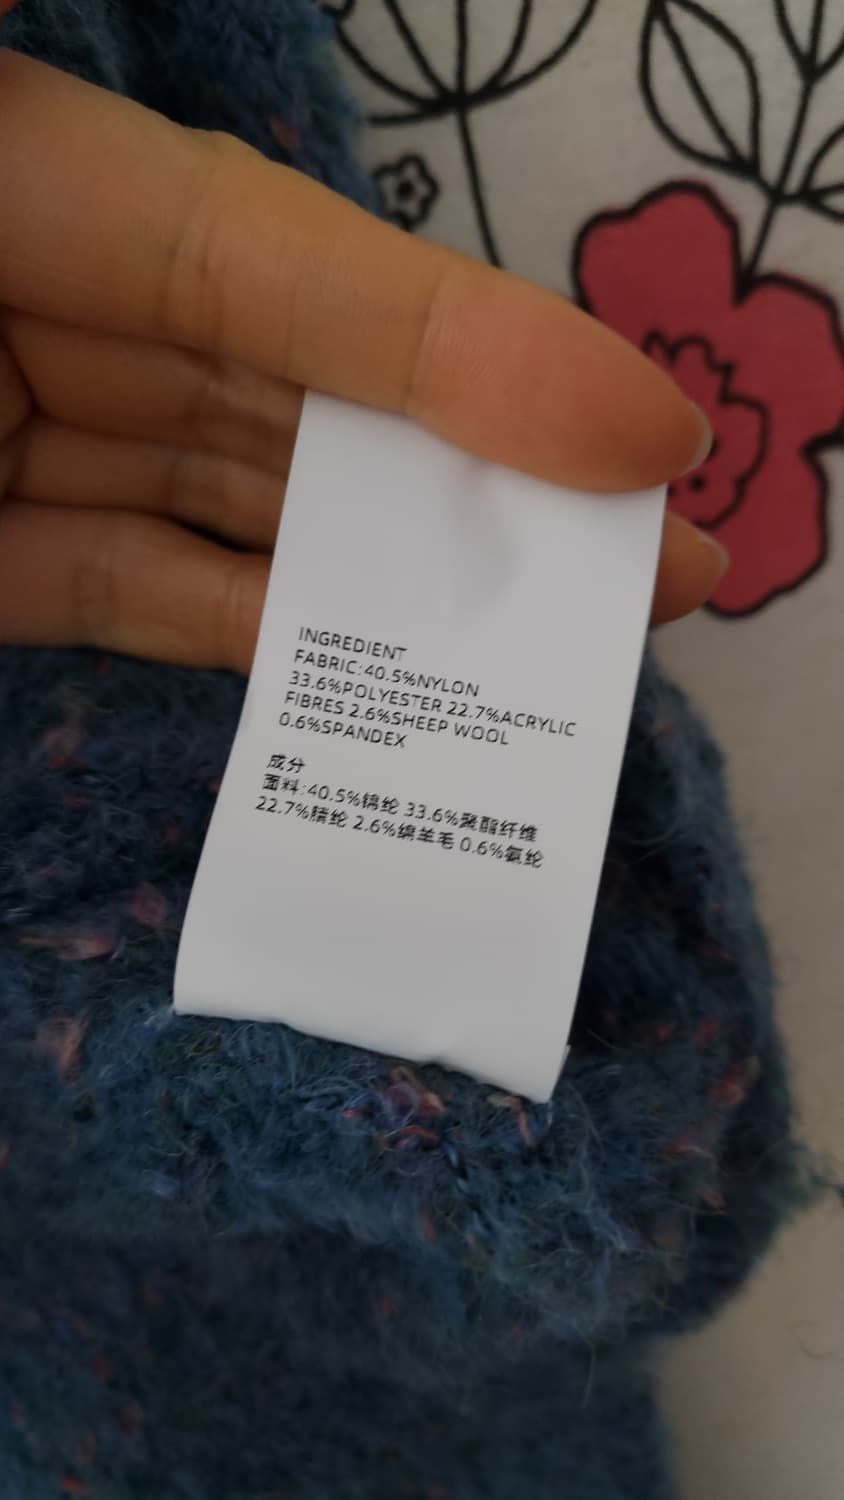 INGREDIENT
FABRIC:40.5%NYLON
33.6%POLYESTER 22.7%ACRYLIC
FIBRES 2.6%SHEEP WOOL
0.6%SPANDEX
成分
面料:40.5%锦纶 33.6%聚酯纤维
22.7%腈纶 2.6%绵羊毛 0.6%氨纶